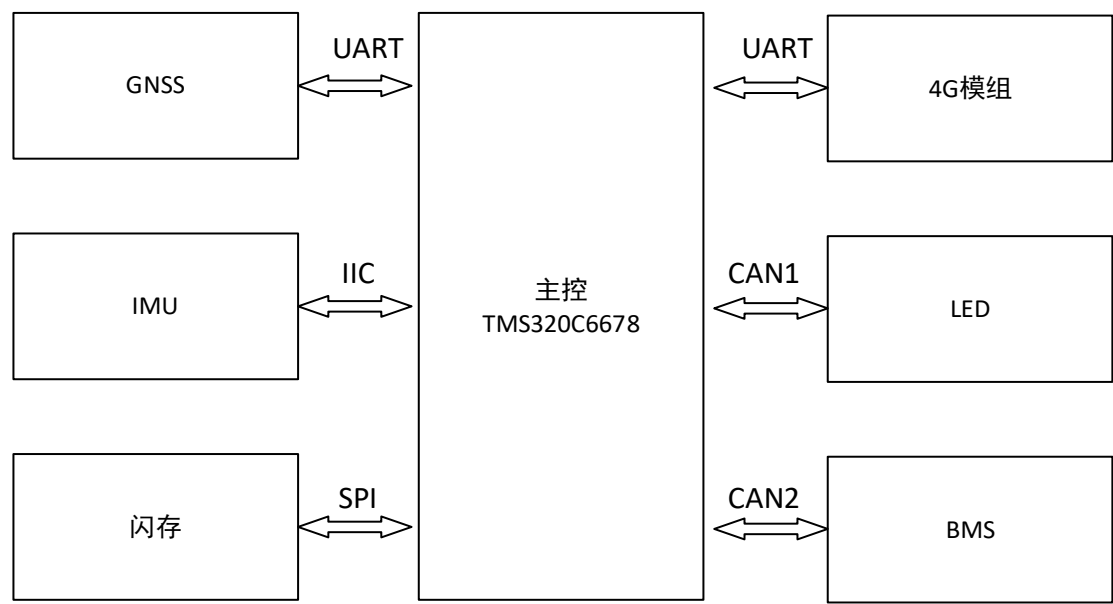 UART
UART
GNSS
4G模组
IIC
CAN1
IMU
主控
TMS320C6678
LED
SPI
CAN2
闪存
BMS